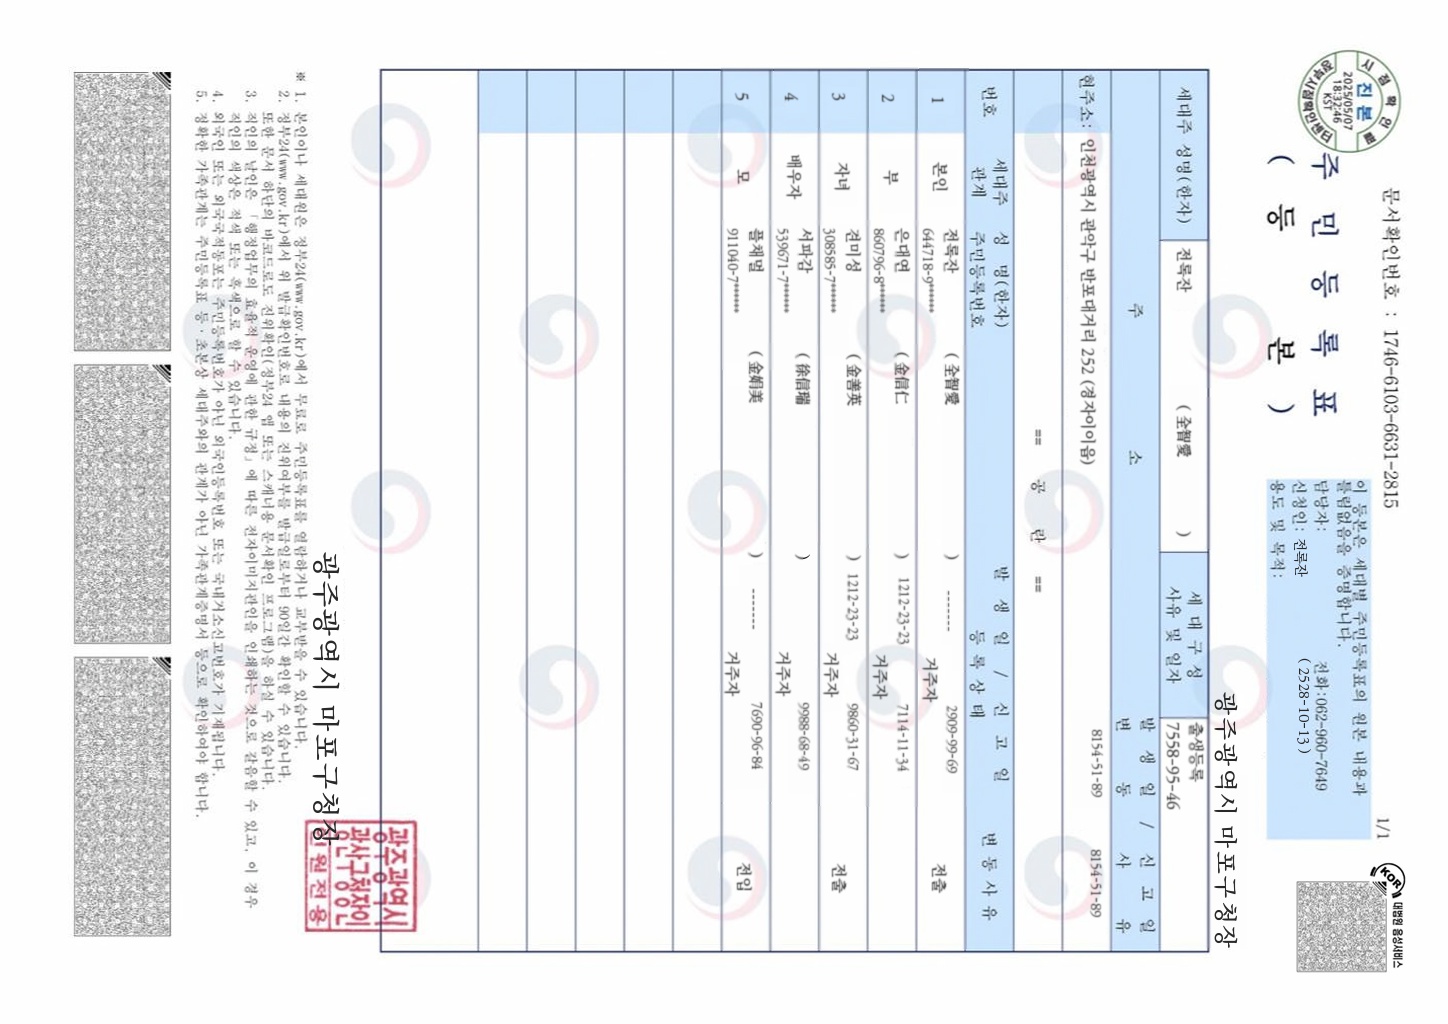 문서확인번호 : 1746-6103-6631-2815
1/1
시점확인필
진본
2025/05/07
18:32:46
KST
정부시점확인센터
주 민 등 록 표
( 등 본 )
이 등본은 세대별 주민등록표의 원본 내용과
틀림없음을 증명합니다.
담당자: 전화:062-960-7649
신청인: 전록잔 (2528-10-13)
용도 및 목적:
KOR
대법원 음성서비스
광주광역시 마포구청장
세대주 성명(한자) 전록잔 (全智愛 ) 세 대 구 성 사유 및 일자 출생등록
7558-95-46
주 소 발 생 일 / 신 고 일
변 동 사 유
현주소: 인천광역시 관악구 반포대거리 252 (경자이이읍) 8154-51-89 8154-51-89
== 공 란 ==
번호 세대주 관계 성 명(한자) 주민등록번호 발 생 일 / 신 고 일 등 록 상 태 변 동 사 유
1 본인 전록잔 (全智愛 ) ------- 2909-99-69 전출
644718-9****** 거주자
2 부 은대연 (金信仁 ) 1212-23-23 7114-11-34
860796-8****** 거주자
3 자녀 견미성 (金善英 ) 1212-23-23 9860-31-67 전출
308585-7****** 거주자
4 배우자 서파감 (徐信瑞 ) 9988-68-49
539671-7****** 거주자
5 모 플채멀 (金娟美 ) ------- 7690-96-84 전입
911040-7****** 거주자
광주광역시 마포구청장
광주광역시
광산구청장인
민원전용
※ 1. 본인이나 세대원은 정부24(www.gov.kr)에서 무료로 주민등록표를 열람하거나 교부받을 수 있습니다.
2. 정부24(www.gov.kr)에서 위 발급확인번호로 내용의 진위여부를 발급일로부터 90일간 확인할 수 있습니다.
또한 문서 하단의 바코드로도 진위확인(정부24 앱 또는 스캐너용 문서확인 프로그램)을 하실 수 있습니다.
3. 직인의 날인은 「행정업무의 효율적 운영에 관한 규정」에 따른 전자이미지관인을 인쇄하는 것으로 갈음할 수 있고, 이 경우
직인의 색상은 적색 또는 흑색으로 할 수 있습니다.
4. 외국인 또는 외국국적동포는 주민등록번호가 아닌 외국인등록번호 또는 국내거소신고번호가 기재됩니다.
5. 정확한 가족관계는 주민등록표 등·초본상 세대주와의 관계가 아닌 가족관계증명서 등으로 확인하여야 합니다.